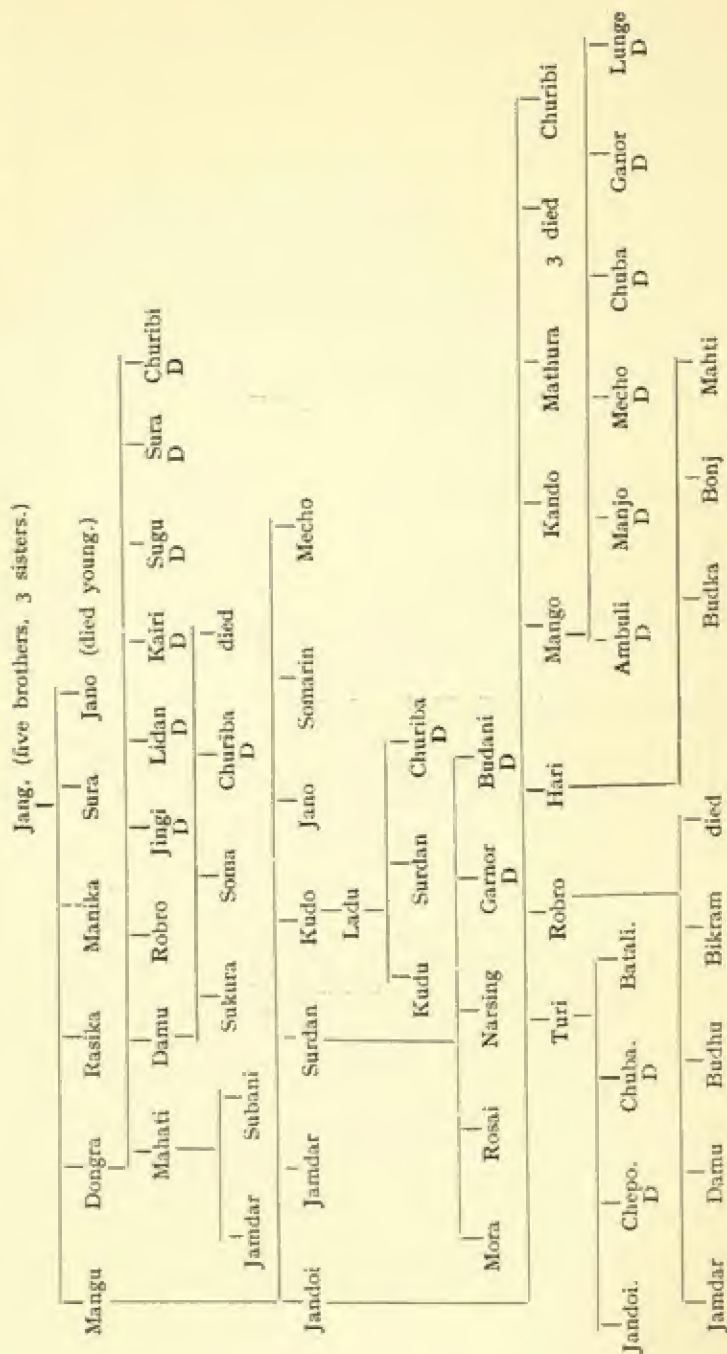 Jang, (five brothers, 3 sisters.)
Mangu Dongra Rasika Manika Sura Jano (died young.)
Mahati Damu Robro Jingi Lidan Kairi Sugu Sura Churibi
D D D D D D
Jamdar Subani Sukura Soma Churiba died
D
Jandoi Jamdar Surdan Kudo Jano Somarin Mecho
Ladu
Kudu Surdan Churiba
D
Mora Rosai Narsing Garnor Budani
D D
Turi Robro Hari Mango Kando Mathura 3 died Churibi
Jandoi. Chepo. Chuba. Batali. Ambuli Manjo Mecho Chuba Ganor Lunge
D D D D D D D D
Jamdar Damu Budhu Bikram died Budka Bonj Mahti